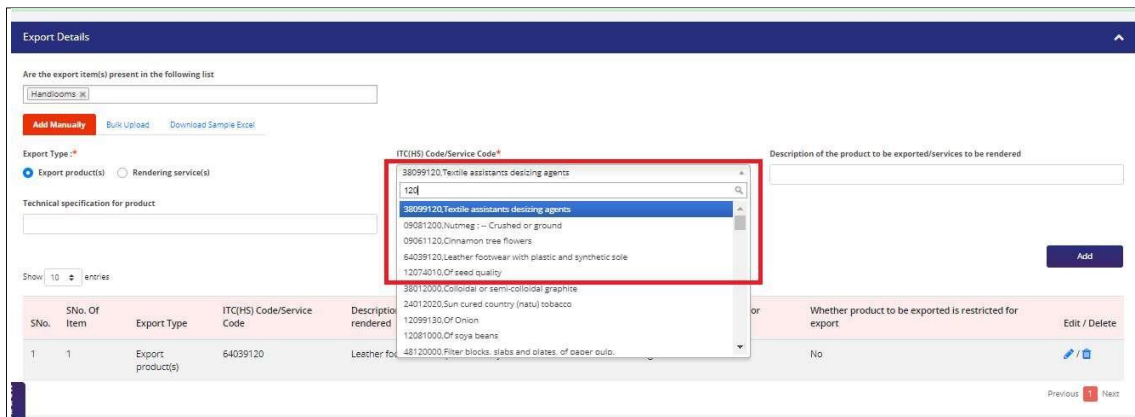 Export Details
Are the export item(s) present in the following list
Handlooms ×
Add Manually Bulk Upload Download Sample Excel
Export Type :*
Export product(s) Rendering service(s)
ITC(HS) Code/Service Code*
38099120,Textile assistants desizing agents
120
38099120,Textile assistants desizing agents
09081200,Nutmeg : -- Crushed or ground
09061120,Cinnamon tree flowers
64039120,Leather footwear with plastic and synthetic sole
12074010,Of seed quality
38012000,Colloidal or semi-colloidal graphite
24012020,Sun cured country (natu) tobacco
12099130,Of Onion
12081000,Of soya beans
48120000,Filter blocks, slabs and plates, of paper pulp.
Description of the product to be exported/services to be rendered
Technical specification for product
Add
Show 10 entries
SNo. SNo. Of Item Export Type ITC(HS) Code/Service Code Description rendered or Whether product to be exported is restricted for export Edit / Delete
1 1 Export product(s) 64039120 Leather No /
Previous 1 Next